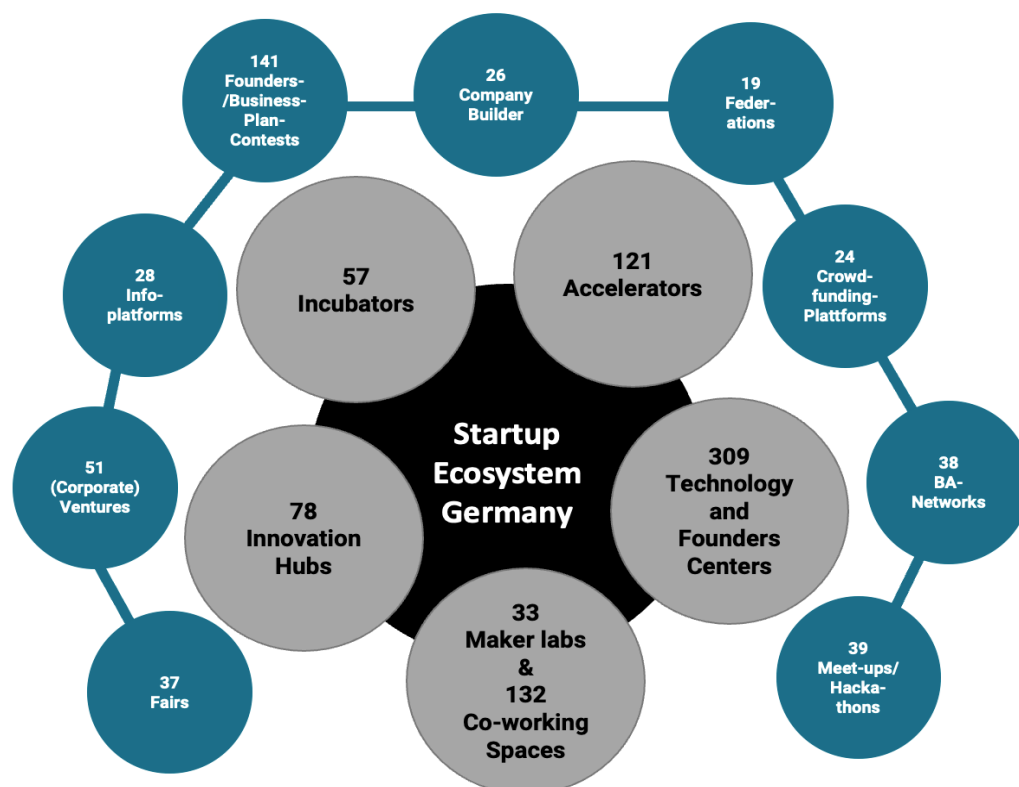 141
Founders-
/Business-
Plan-
Contests
26
Company
Builder
19
Feder-
ations
28
Info-
platforms
57
Incubators
121
Accelerators
24
Crowd-
funding-
Plattforms
Startup
Ecosystem
Germany
51
(Corporate)
Ventures
78
Innovation
Hubs
309
Technology
and
Founders
Centers
38
BA-
Networks
37
Fairs
33
Maker labs
&
132
Co-working
Spaces
39
Meet-ups/
Hacka-
thons